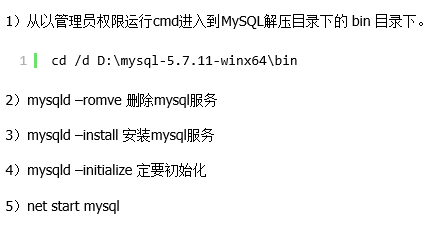 1）从以管理员权限运行cmd进入到MySQL解压目录下的 bin 目录下。
1 cd /d D:\mysql-5.7.11-winx64\bin
2）mysqld –romve 删除mysql服务
3）mysqld –install 安装mysql服务
4）mysqld –initialize 定要初始化
5）net start mysql